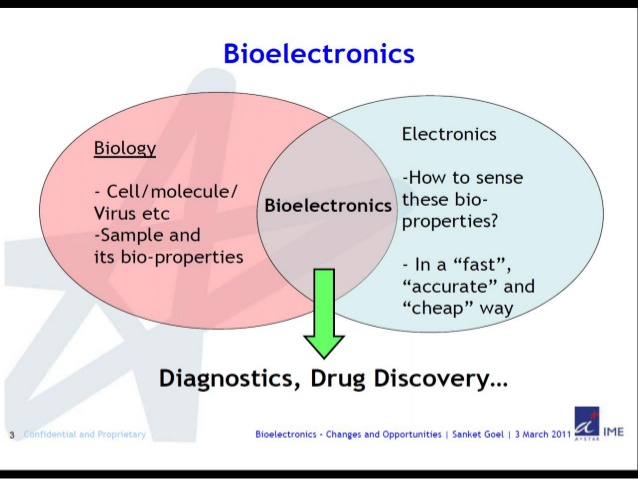 Bioelectronics
Biology
- Cell/molecule/
Virus etc
-Sample and
its bio-properties
Bioelectronics
Electronics
-How to sense
these bio-
properties?
- In a “fast”,
“accurate” and
“cheap” way
Diagnostics, Drug Discovery…
3 Confidential and Proprietary
Bioelectronics - Changes and Opportunities | Sanket Goel | 3 March 2011
A*STAR
IME